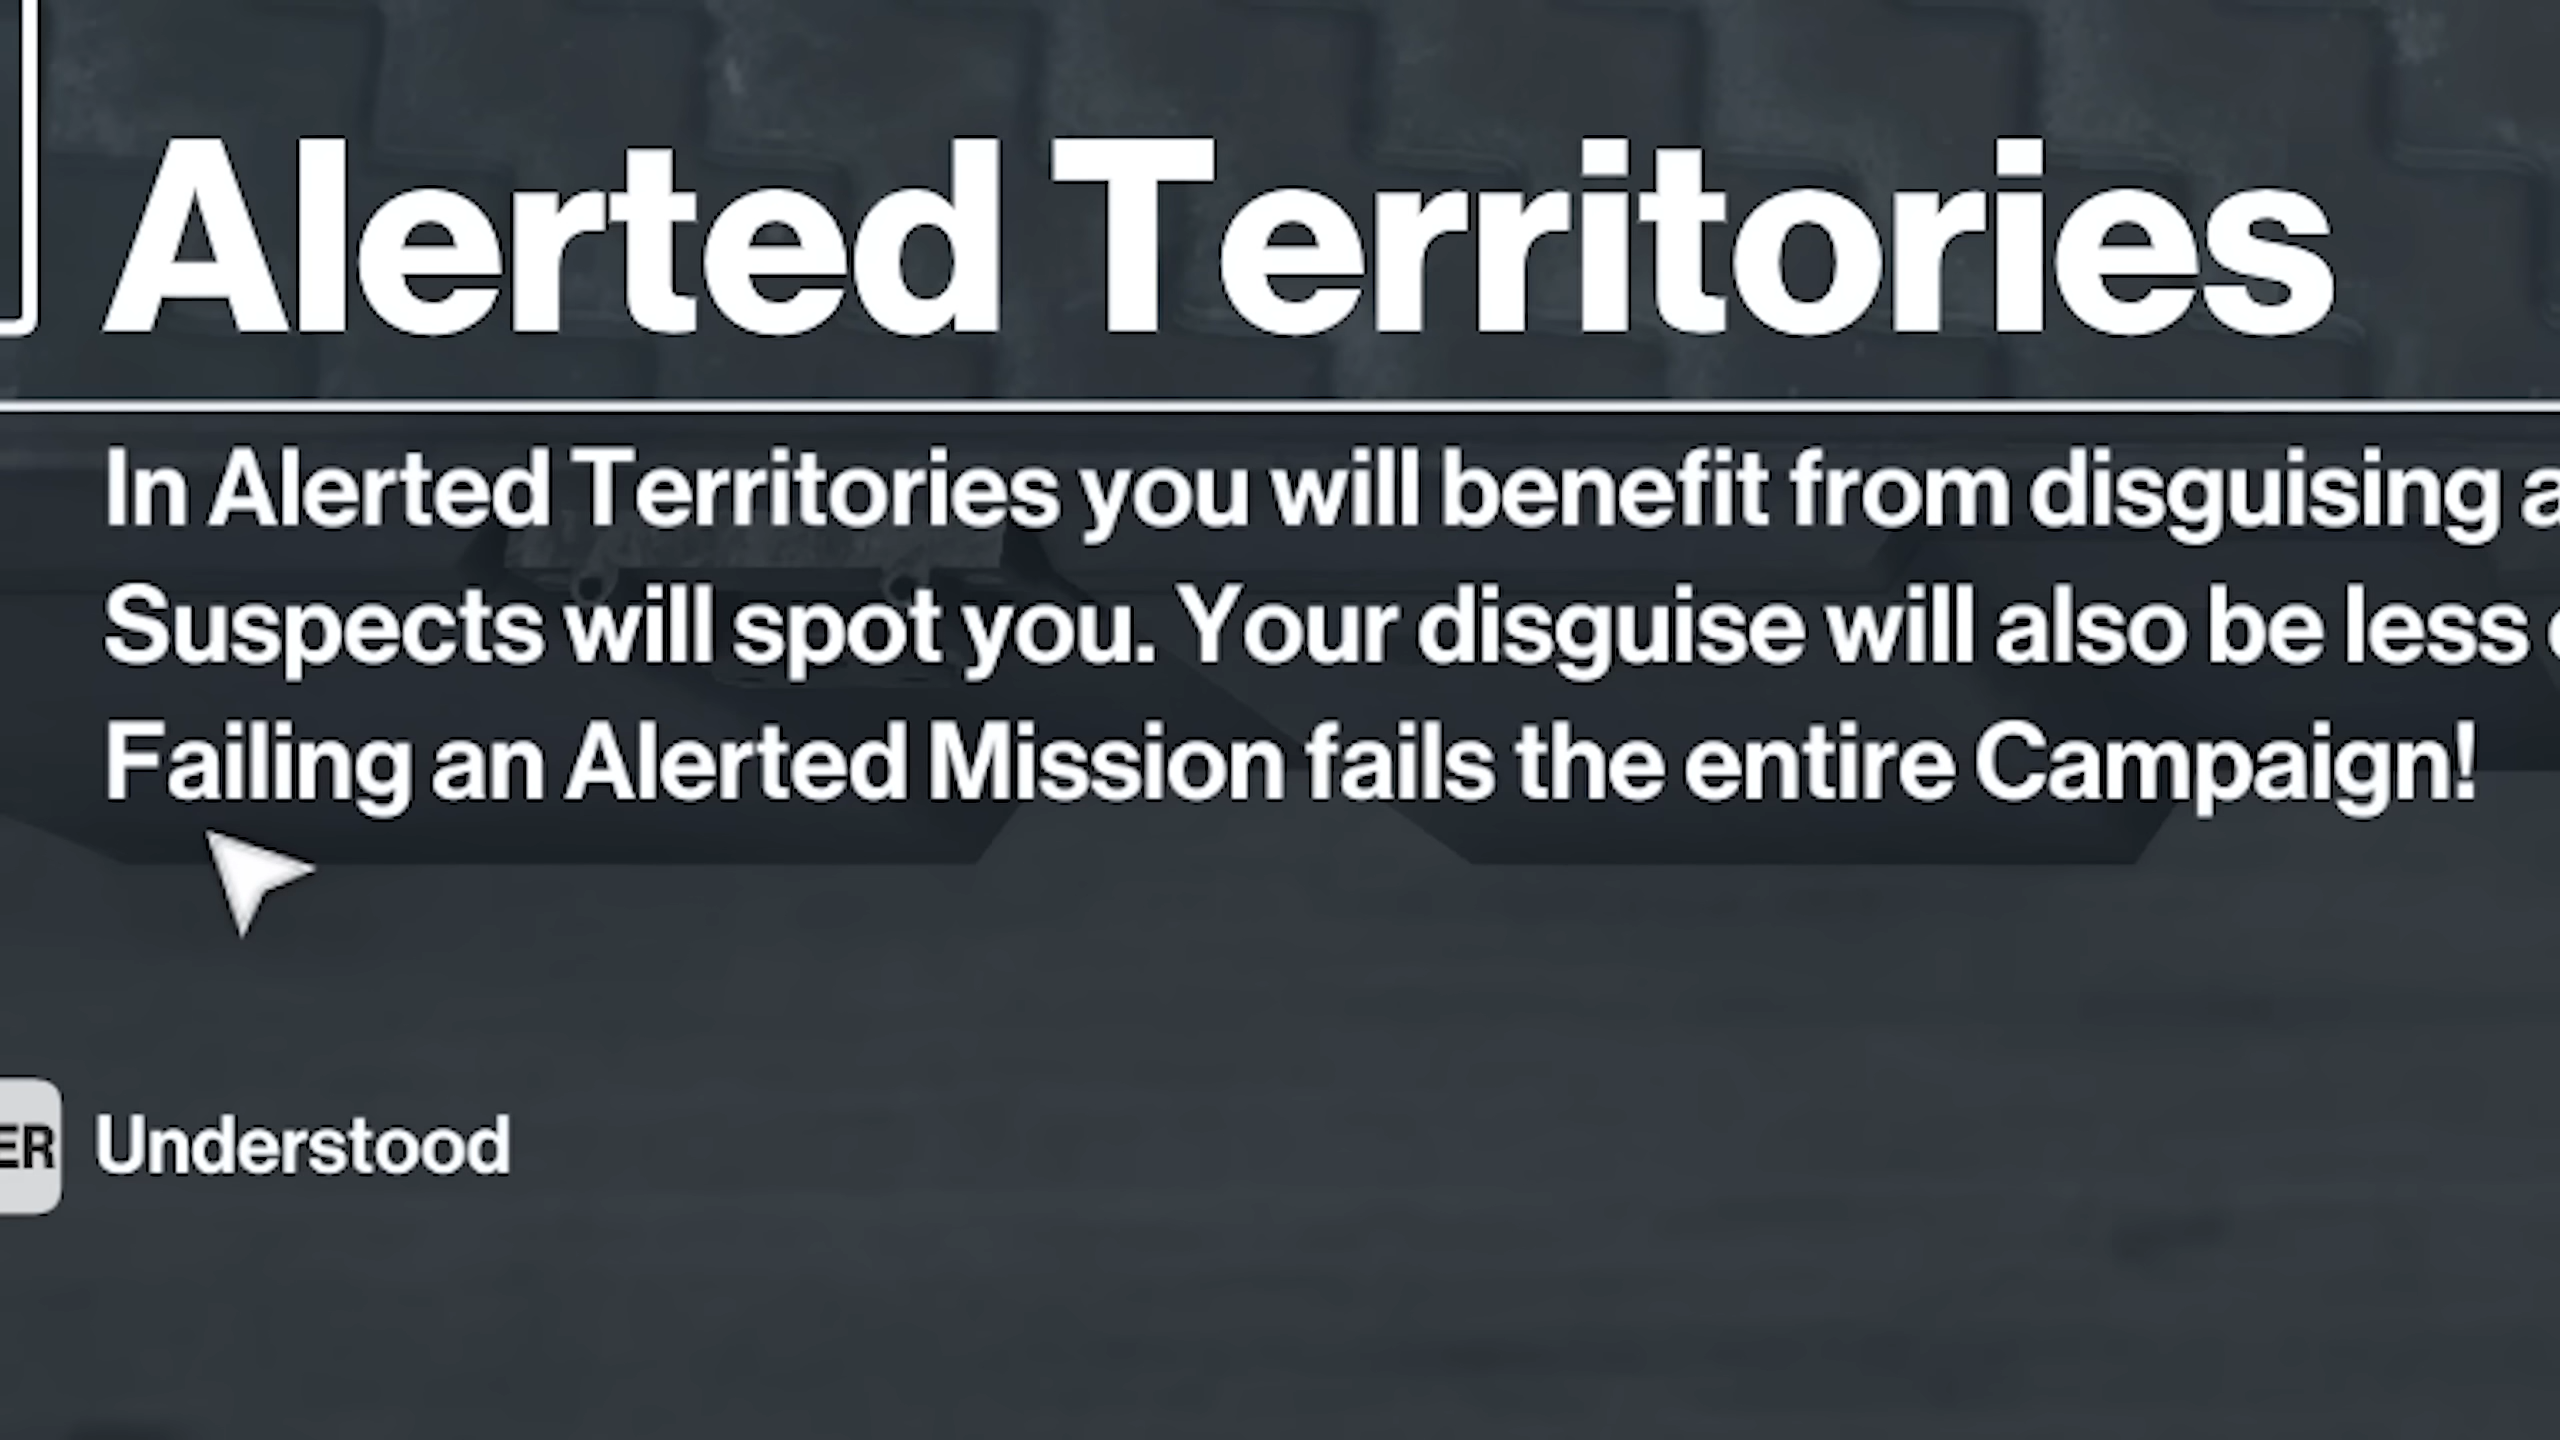 Alerted Territories
In Alerted Territories you will benefit from disguising
Suspects will spot you. Your disguise will also be less
Failing an Alerted Mission fails the entire Campaign!
ER Understood